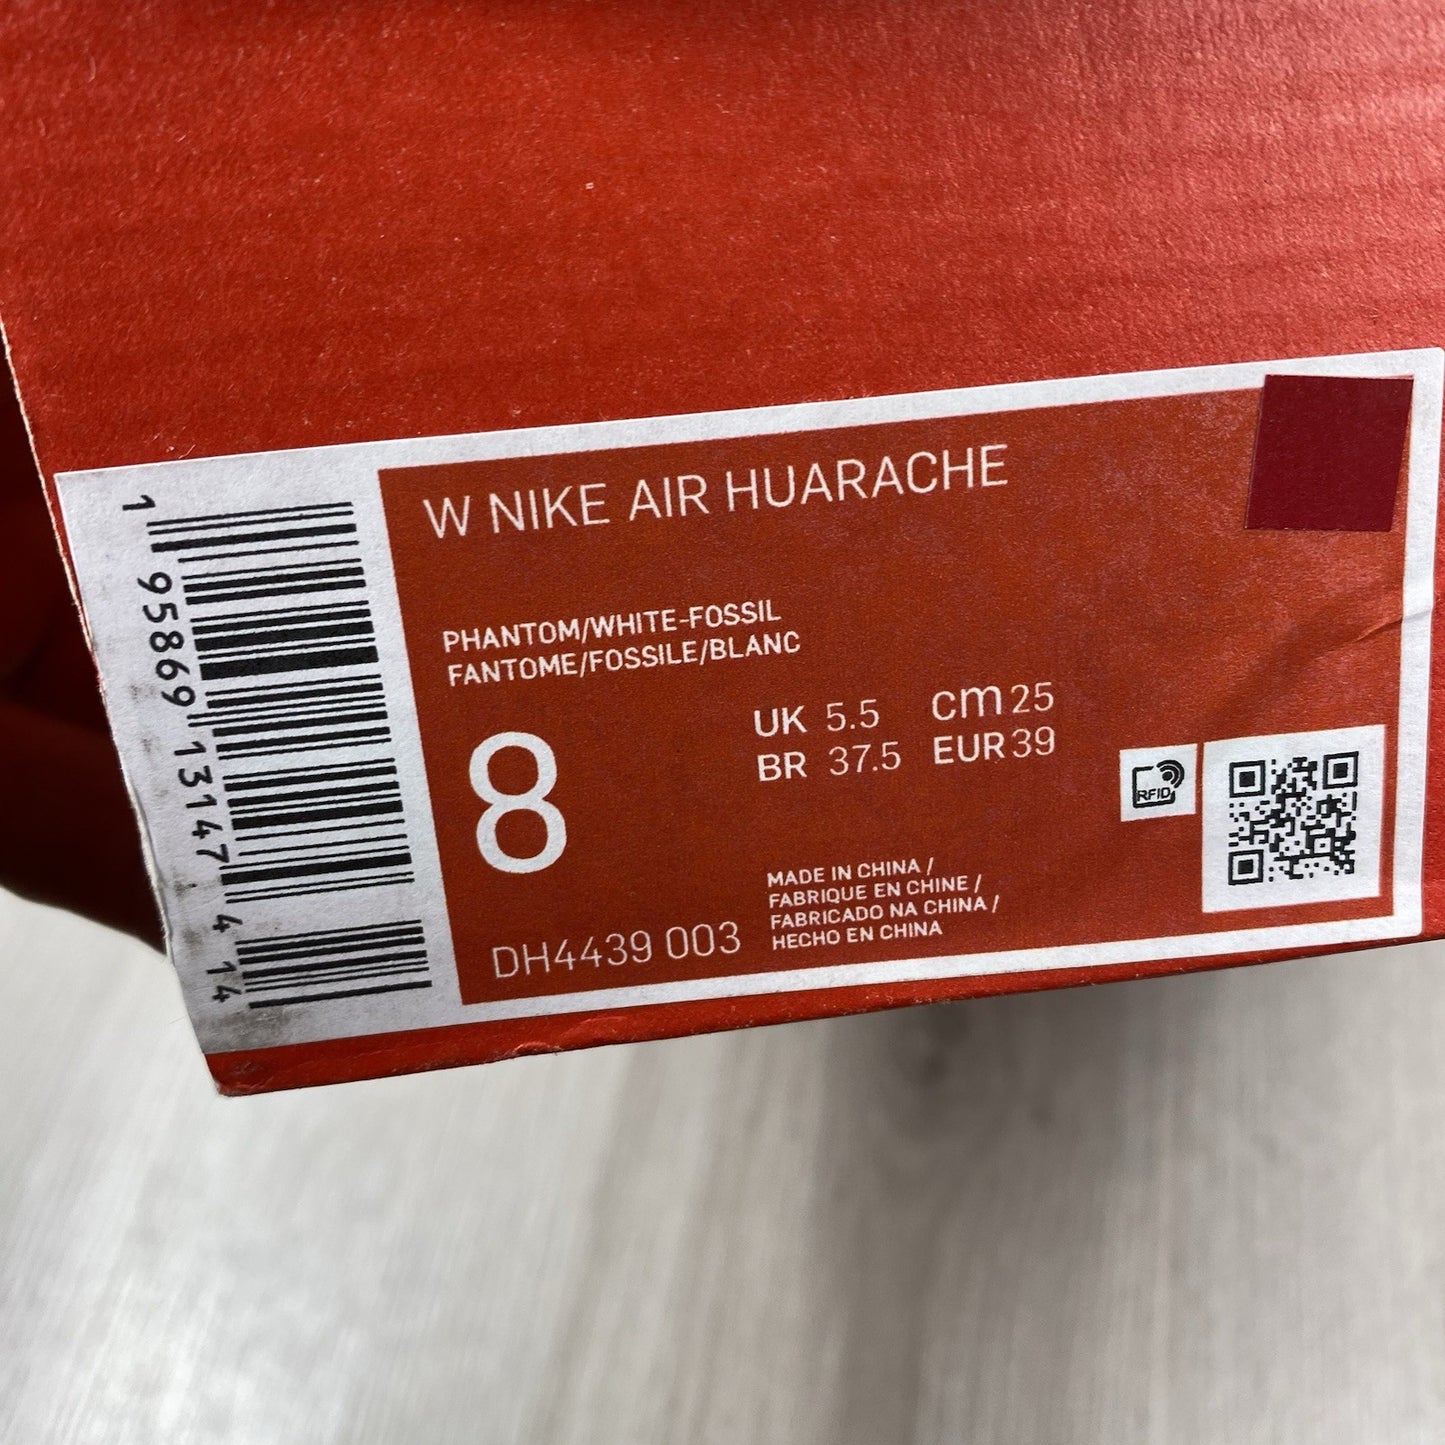 W NIKE AIR HUARACHE
PHANTOM/WHITE-FOSSIL
FANTOME/FOSSILE/BLANC
8
UK 5.5 cm 25
BR 37.5 EUR 39
MADE IN CHINA /
FABRIQUE EN CHINE /
FABRICADO NA CHINA /
HECHO EN CHINA
DH4439 003
RFID
1 95869 13147 4 14